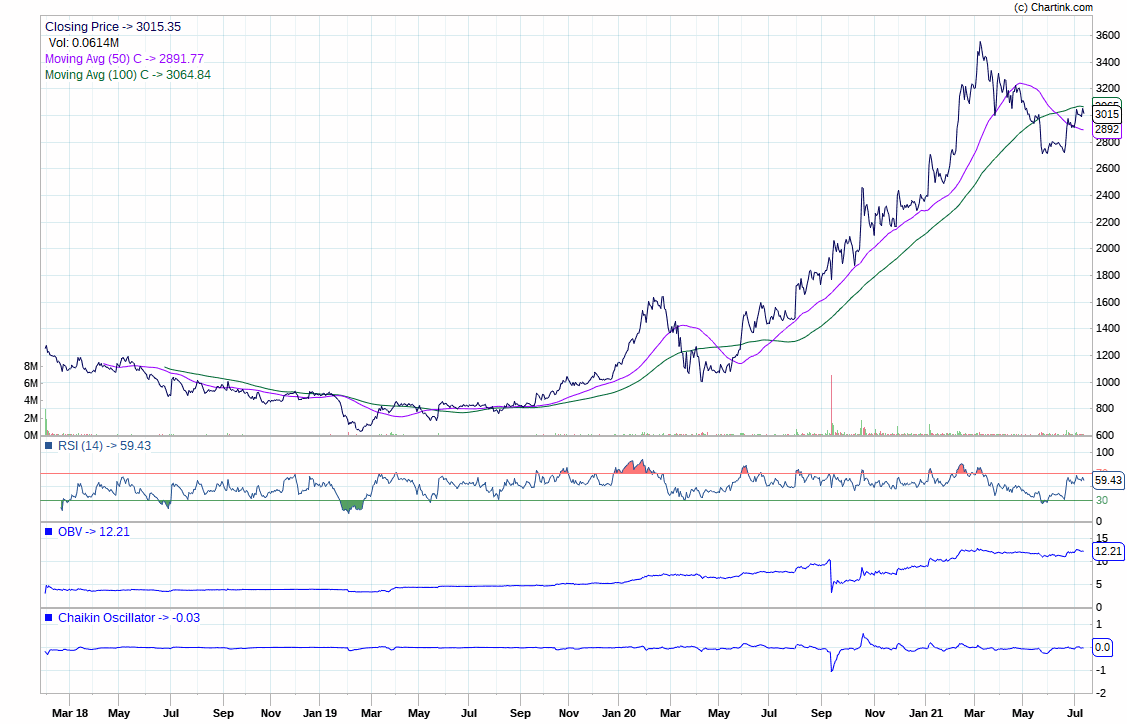 (c) Chartink.com
Closing Price -> 3015.35
Vol: 0.0614M
Moving Avg (50) C -> 2891.77
Moving Avg (100) C -> 3064.84
3600
3400
3200
3015
2892
2800
2600
2400
2200
2000
1800
1600
1400
1200
1000
800
600
8M
6M
4M
2M
0M
RSI (14) -> 59.43
100
59.43
30
0
OBV -> 12.21
15
12.21
10
5
0
Chaikin Oscillator -> -0.03
1
0.0
-1
-2
Mar 18 May Jul Sep Nov Jan 19 Mar May Jul Sep Nov Jan 20 Mar May Jul Sep Nov Jan 21 Mar May Jul